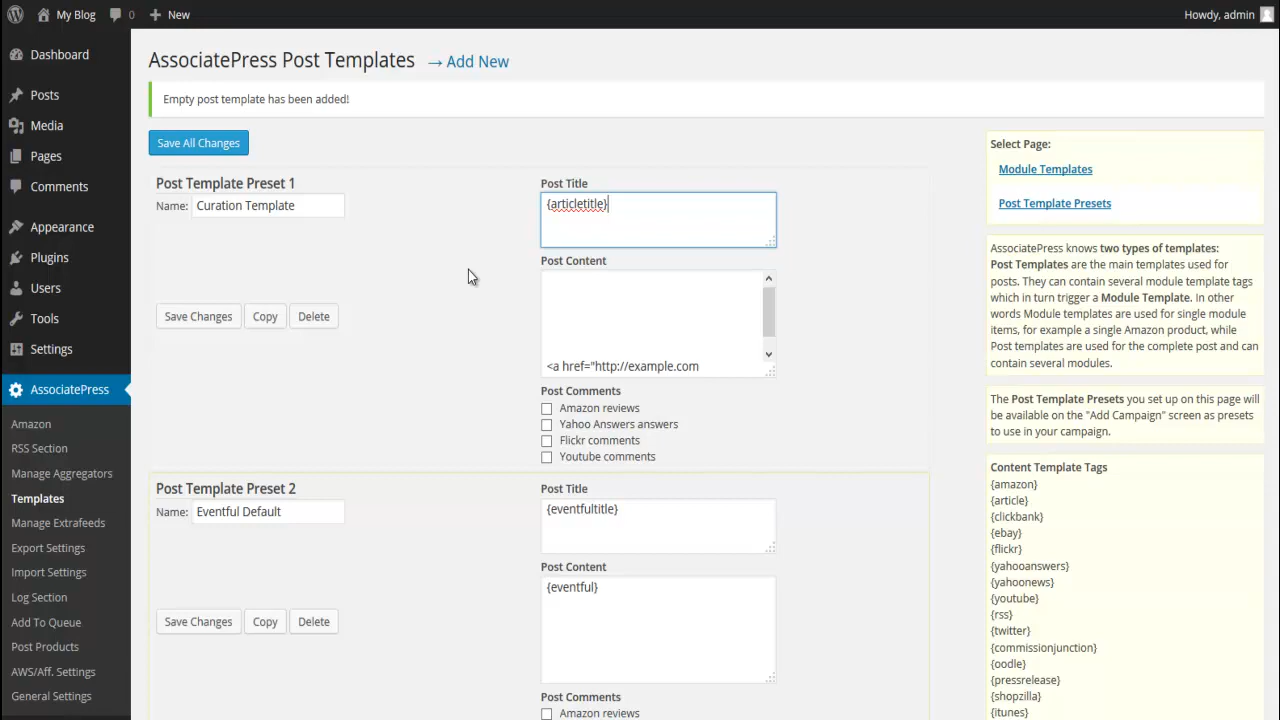 My Blog
0
New
Howdy, admin
Dashboard
Posts
Media
Pages
Comments
Appearance
Plugins
Users
Tools
Settings
AssociatePress
Amazon
RSS Section
Manage Aggregators
Templates
Manage Extrafeeds
Export Settings
Import Settings
Log Section
Add To Queue
Post Products
AWS/Aff. Settings
General Settings
AssociatePress Post Templates → Add New
Empty post template has been added!
Save All Changes
Post Template Preset 1
Name: Curation Template
Save Changes
Copy
Delete
Post Title
{articletitle}
Post Content
<a href="http://example.com
Post Comments
Amazon reviews
Yahoo Answers answers
Flickr comments
Youtube comments
Post Template Preset 2
Name: Eventful Default
Save Changes
Copy
Delete
Post Title
{eventfultitle}
Post Content
{eventful}
Post Comments
Amazon reviews
Select Page:
Module Templates
Post Template Presets
AssociatePress knows two types of templates:
Post Templates are the main templates used for
posts. They can contain several module template tags
which in turn trigger a Module Template. In other
words Module templates are used for single module
items, for example a single Amazon product, while
Post templates are used for the complete post and can
contain several modules.
The Post Template Presets you set up on this page will
be available on the "Add Campaign" screen as presets
to use in your campaign.
Content Template Tags
{amazon}
{article}
{clickbank}
{ebay}
{flickr}
{yahooanswers}
{yahoonews}
{youtube}
{rss}
{twitter}
{commissionjunction}
{oodle}
{pressrelease}
{shopzilla}
{itunes}